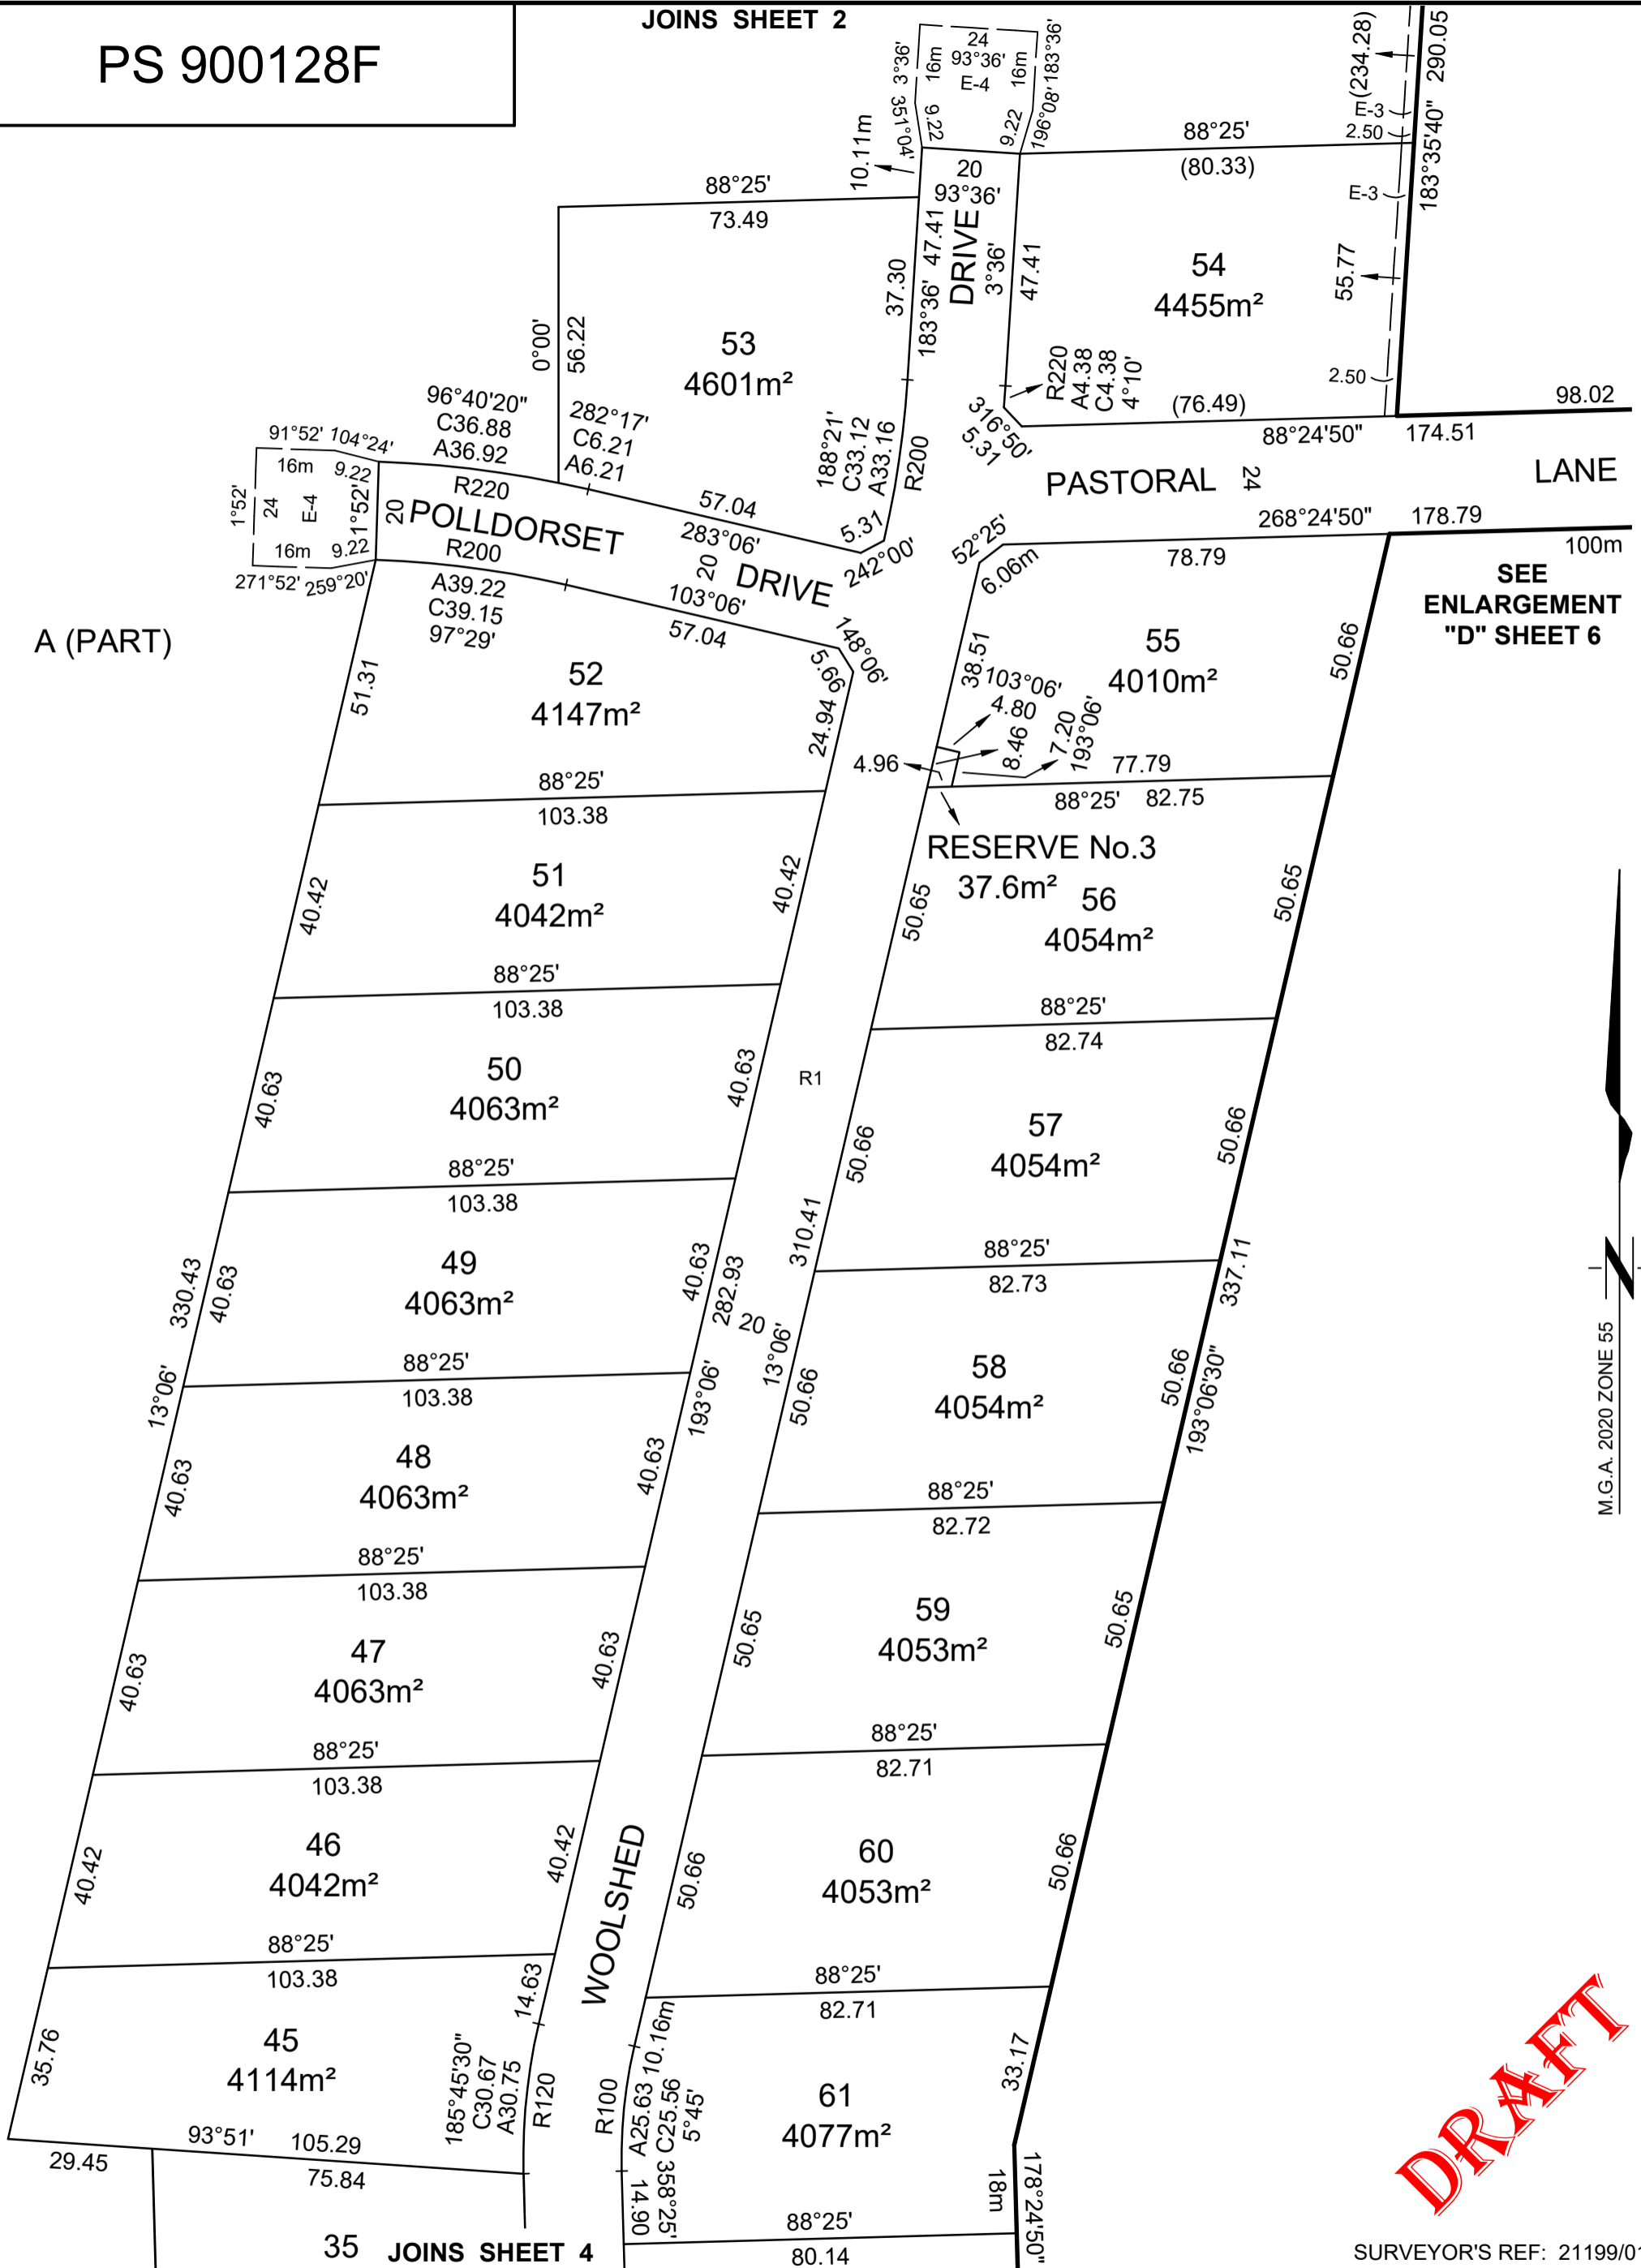 PS 900128F
JOINS SHEET 2
3°36'
16m
24
93°36'
E-4
16m
183°36'
351°04'
9.22
9.22
196°08'
(234.28)
290.05
E-3
2.50
183°35'40"
10.11m
20
93°36'
88°25'
(80.33)
E-3
88°25'
73.49
47.41
183°36'
37.30
DRIVE
3°36'
47.41
54
4455m²
55.77
2.50
0°00'
56.22
53
4601m²
R220
A4.38
C4.38
4°10'
(76.49)
98.02
96°40'20"
C36.88
A36.92
282°17'
C6.21
A6.21
188°21'
C33.12
A33.16
R200
316°50'
5.31
88°24'50"
174.51
91°52'
104°24'
16m
9.22
1°52'
24
E-4
1°52'
20
16m
9.22
271°52'
259°20'
R220
POLLDORSET
R200
57.04
283°06'
20
DRIVE
103°06'
57.04
5.31
242°00'
PASTORAL
24
LANE
268°24'50"
178.79
52°25'
6.06m
78.79
100m
SEE
ENLARGEMENT
"D" SHEET 6
A (PART)
A39.22
C39.15
97°29'
148°06'
5.66
51.31
52
4147m²
24.94
38.51
55
4010m²
50.66
103°06'
4.80
8.46
7.20
193°06'
4.96
77.79
88°25'
82.75
88°25'
103.38
RESERVE No.3
37.6m²
40.42
51
4042m²
40.42
50.65
56
4054m²
50.65
88°25'
103.38
88°25'
82.74
40.63
50
4063m²
40.63
R1
50.66
57
4054m²
50.66
88°25'
103.38
310.41
88°25'
82.73
337.11
330.43
40.63
49
4063m²
40.63
282.93
20
13°06'
50.66
58
4054m²
50.66
193°06'30"
88°25'
103.38
13°06'
193°06'
40.63
48
4063m²
40.63
88°25'
82.72
M.G.A. 2020 ZONE 55
N
88°25'
103.38
50.65
59
4053m²
50.65
40.63
47
4063m²
40.63
88°25'
82.71
88°25'
103.38
40.42
46
4042m²
40.42
WOOLSHED
50.66
60
4053m²
50.66
88°25'
103.38
88°25'
82.71
14.63
35.76
45
4114m²
185°45'30"
C30.67
A30.75
R120
R100
10.16m
A25.63
C25.56
5°45'
61
4077m²
33.17
93°51'
105.29
29.45
75.84
14.90
358°25'
18m
178°24'50"
88°25'
80.14
35
JOINS SHEET 4
DRAFT
SURVEYOR'S REF: 21199/01